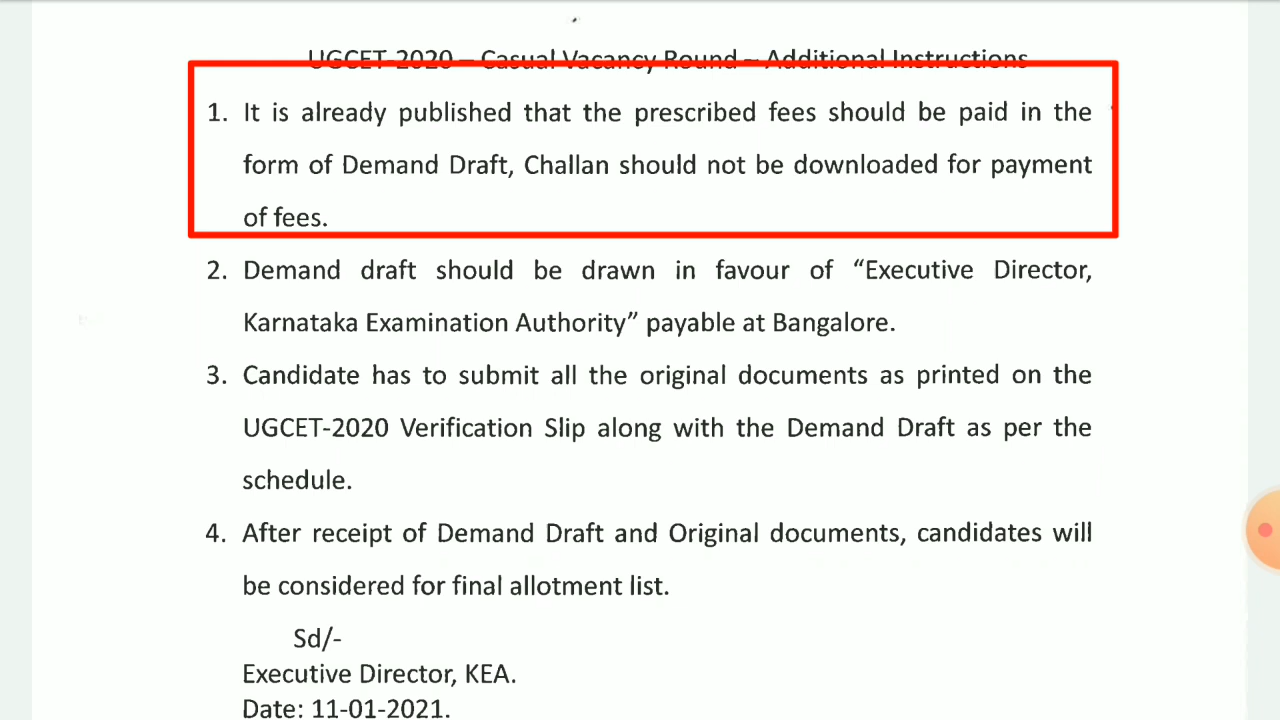 UGCET-2020 – Casual Vacancy Round – Additional Instructions
1. It is already published that the prescribed fees should be paid in the
form of Demand Draft, Challan should not be downloaded for payment
of fees.
2. Demand draft should be drawn in favour of “Executive Director,
Karnataka Examination Authority” payable at Bangalore.
3. Candidate has to submit all the original documents as printed on the
UGCET-2020 Verification Slip along with the Demand Draft as per the
schedule.
4. After receipt of Demand Draft and Original documents, candidates will
be considered for final allotment list.
Sd/-
Executive Director, KEA.
Date: 11-01-2021.